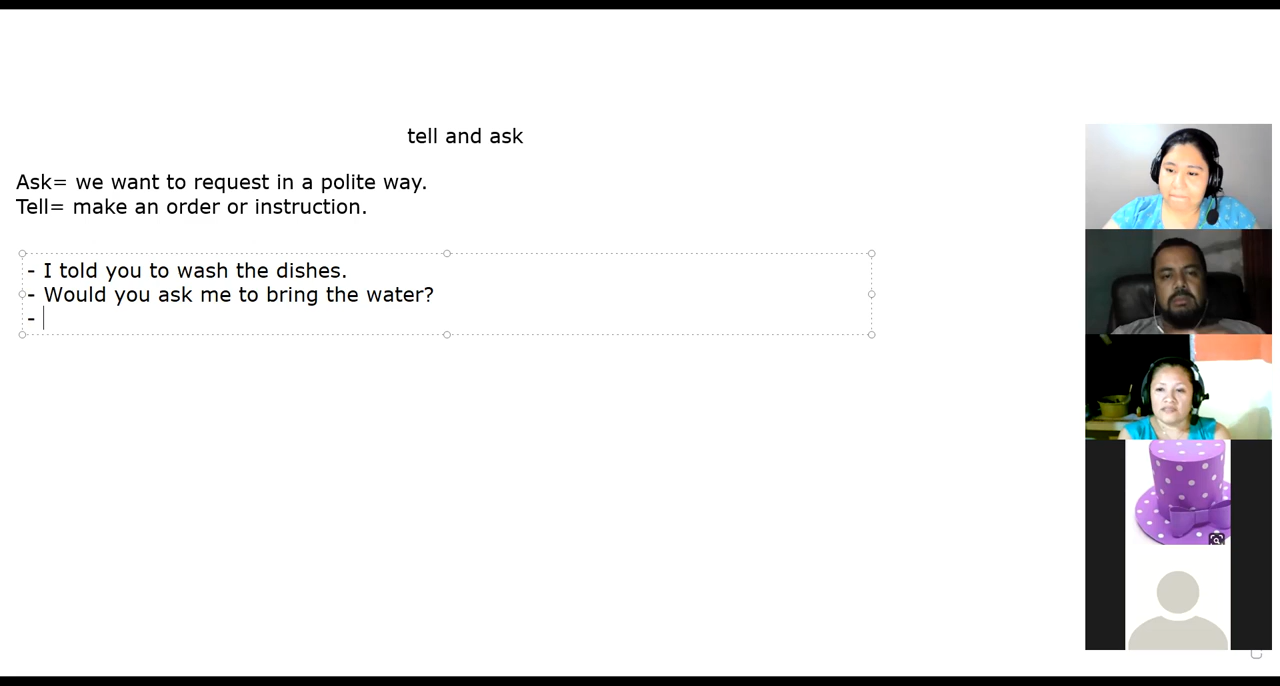 tell and ask
Ask= we want to request in a polite way.
Tell= make an order or instruction.
- I told you to wash the dishes.
- Would you ask me to bring the water?
-